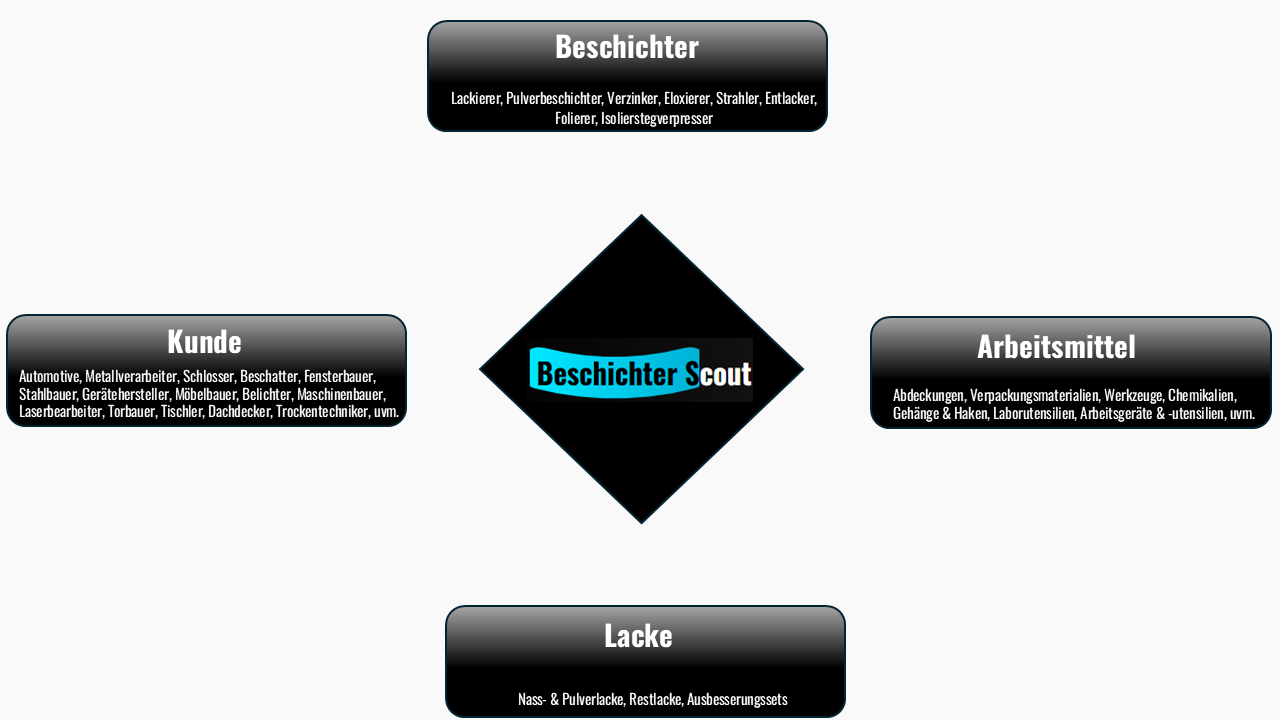 Beschichter
Lackierer, Pulverbeschichter, Verzinker, Eloxierer, Strahler, Entlacker,
Folierer, Isolierstegverpresser
Kunde
Automotive, Metallverarbeiter, Schlosser, Beschatter, Fensterbauer,
Stahlbauer, Gerätehersteller, Möbelbauer, Belichter, Maschinenbauer,
Laserbearbeiter, Torbauer, Tischler, Dachdecker, Trockentechniker, uvm.
Beschichter Scout
Arbeitsmittel
Abdeckungen, Verpackungsmaterialien, Werkzeuge, Chemikalien,
Gehänge & Haken, Laborutensilien, Arbeitsgeräte & -utensilien, uvm.
Lacke
Nass- & Pulverlacke, Restlacke, Ausbesserungssets